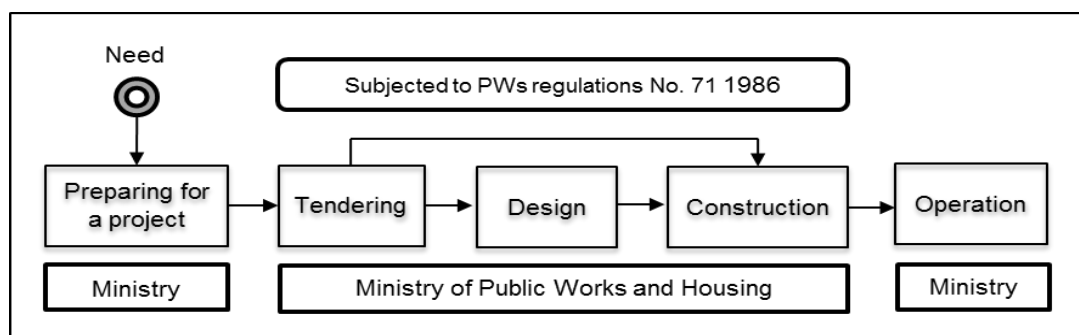 Need
Subjected to PWs regulations No. 71 1986
Preparing for
a project
Tendering
Design
Construction
Operation
Ministry
Ministry of Public Works and Housing
Ministry